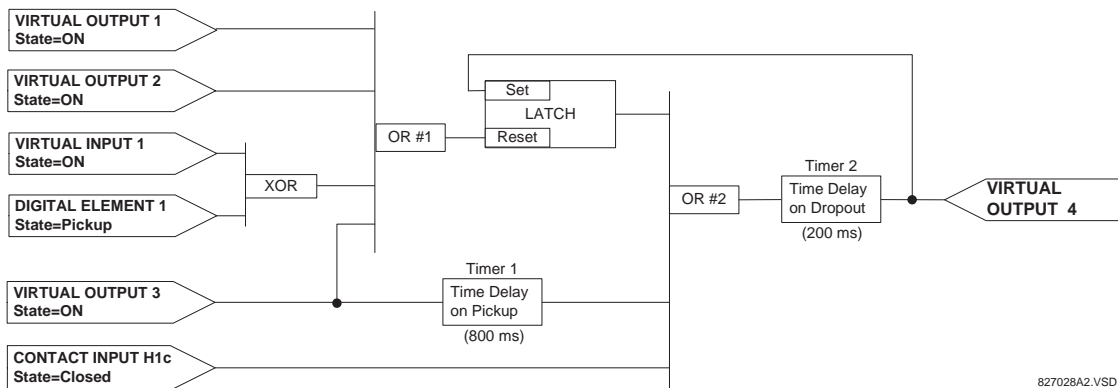 VIRTUAL OUTPUT 1
State=ON
VIRTUAL OUTPUT 2
State=ON
VIRTUAL INPUT 1
State=ON
DIGITAL ELEMENT 1
State=Pickup
VIRTUAL OUTPUT 3
State=ON
CONTACT INPUT H1c
State=Closed
XOR
OR #1
Set
LATCH
Reset
Timer 1
Time Delay
on Pickup
(800 ms)
OR #2
Timer 2
Time Delay
on Dropout
(200 ms)
VIRTUAL
OUTPUT 4
827028A2.VSD